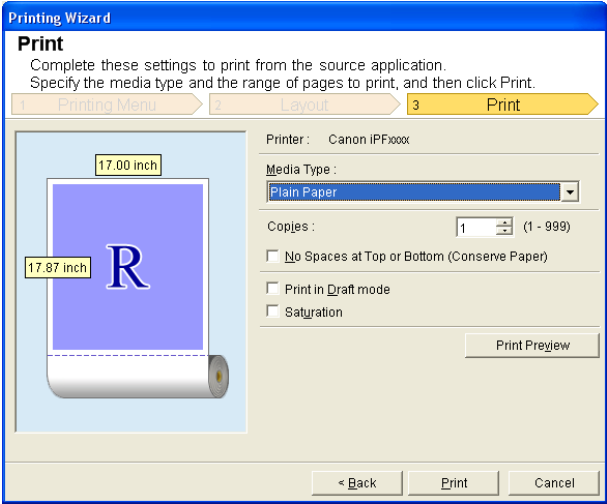 Printing Wizard
Print
Complete these settings to print from the source application.
Specify the media type and the range of pages to print, and then click Print.
1 Printing Menu 2 Layout 3 Print
Printer : Canon iPFxxxx
17.00 inch
Media Type :
Plain Paper
Copies : 1 (1 - 999)
No Spaces at Top or Bottom (Conserve Paper)
17.87 inch
R
Print in Draft mode
Saturation
Print Preview
< Back Print Cancel